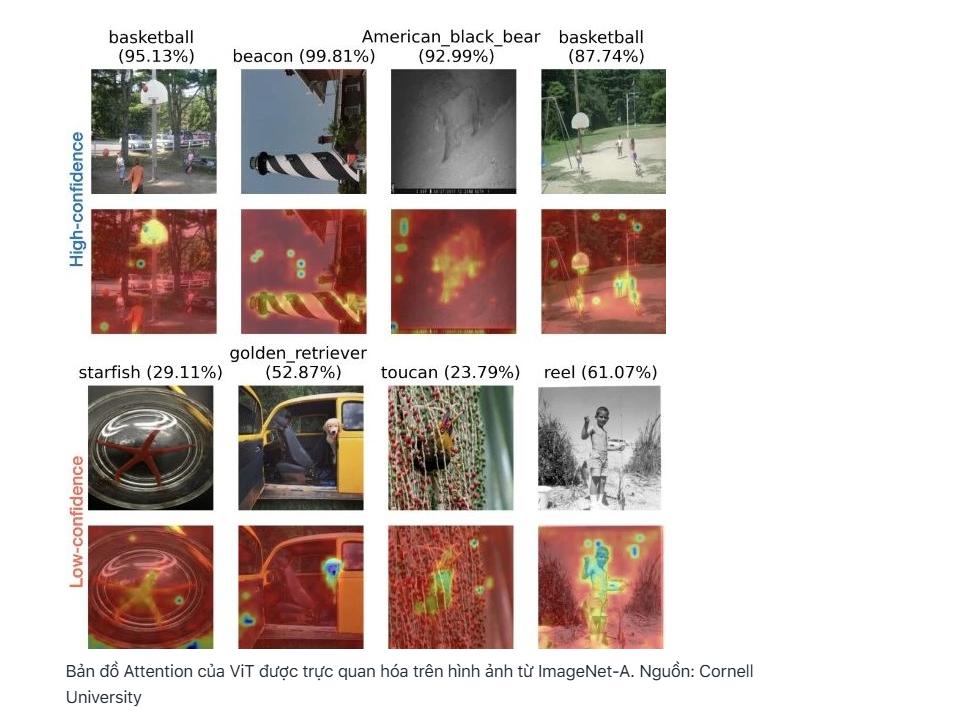 basketball
(95.13%)
beacon (99.81%)
American_black_bear
(92.99%)
basketball
(87.74%)
High-confidence
starfish (29.11%)
golden_retriever
(52.87%)
toucan (23.79%)
reel (61.07%)
Low-confidence
Bản đồ Attention của ViT được trực quan hóa trên hình ảnh từ ImageNet-A. Nguồn: Cornell
University